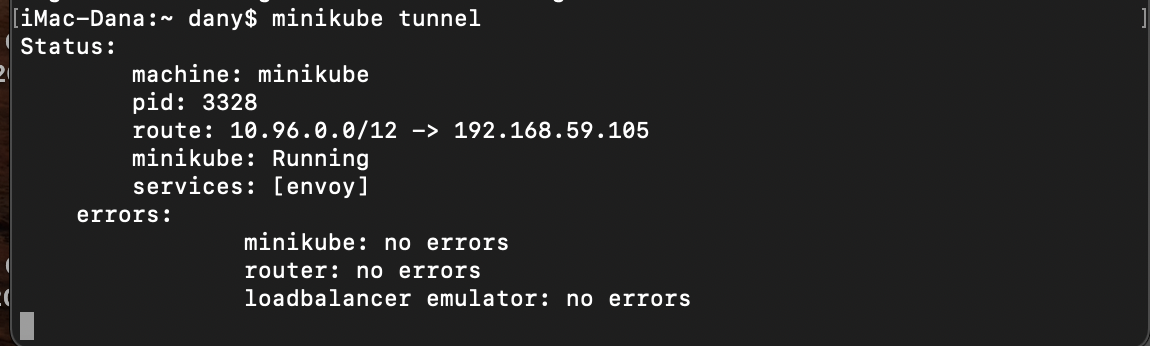 [iMac-Dana:~ dany$ minikube tunnel ]
Status:
machine: minikube
pid: 3328
route: 10.96.0.0/12 -> 192.168.59.105
minikube: Running
services: [envoy]
errors:
minikube: no errors
router: no errors
loadbalancer emulator: no errors